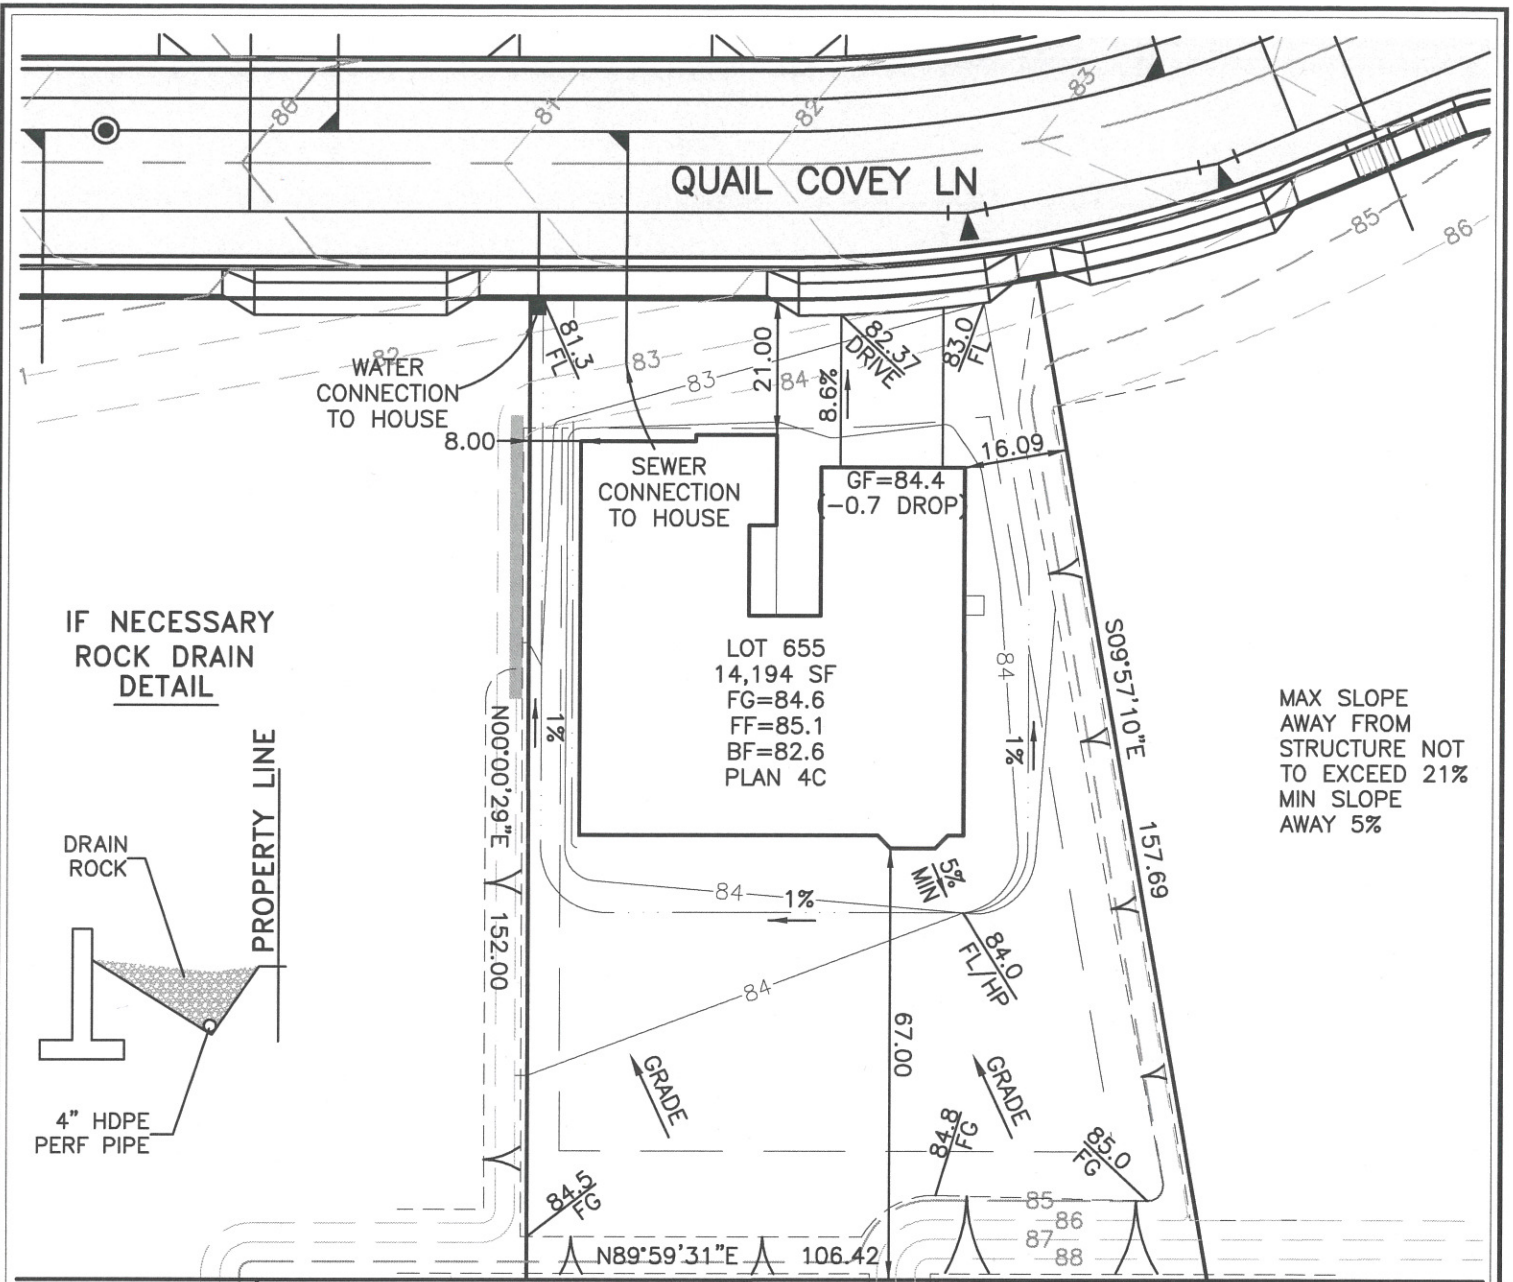 80
81
82
83
QUAIL COVEY LN
85
86
1
82
81.3
FL
83
83
84
21.00
82.37
DRIVE
83.0
FL
8.6%
WATER
CONNECTION
TO HOUSE
8.00
16.09
SEWER
CONNECTION
TO HOUSE
GF=84.4
(-0.7 DROP)
IF NECESSARY
ROCK DRAIN
DETAIL
LOT 655
14,194 SF
FG=84.6
FF=85.1
BF=82.6
PLAN 4C
84
1%
1%
N00°00'29"E
152.00
S09°57'10"E
157.69
MAX SLOPE
AWAY FROM
STRUCTURE NOT
TO EXCEED 21%
MIN SLOPE
AWAY 5%
PROPERTY LINE
DRAIN
ROCK
4" HDPE
PERF PIPE
84
1%
5%
MIN
84.0
FL/HP
84
67.00
GRADE
GRADE
84.8
FG
85.0
FG
84.5
FG
85
86
87
88
N89°59'31"E
106.42